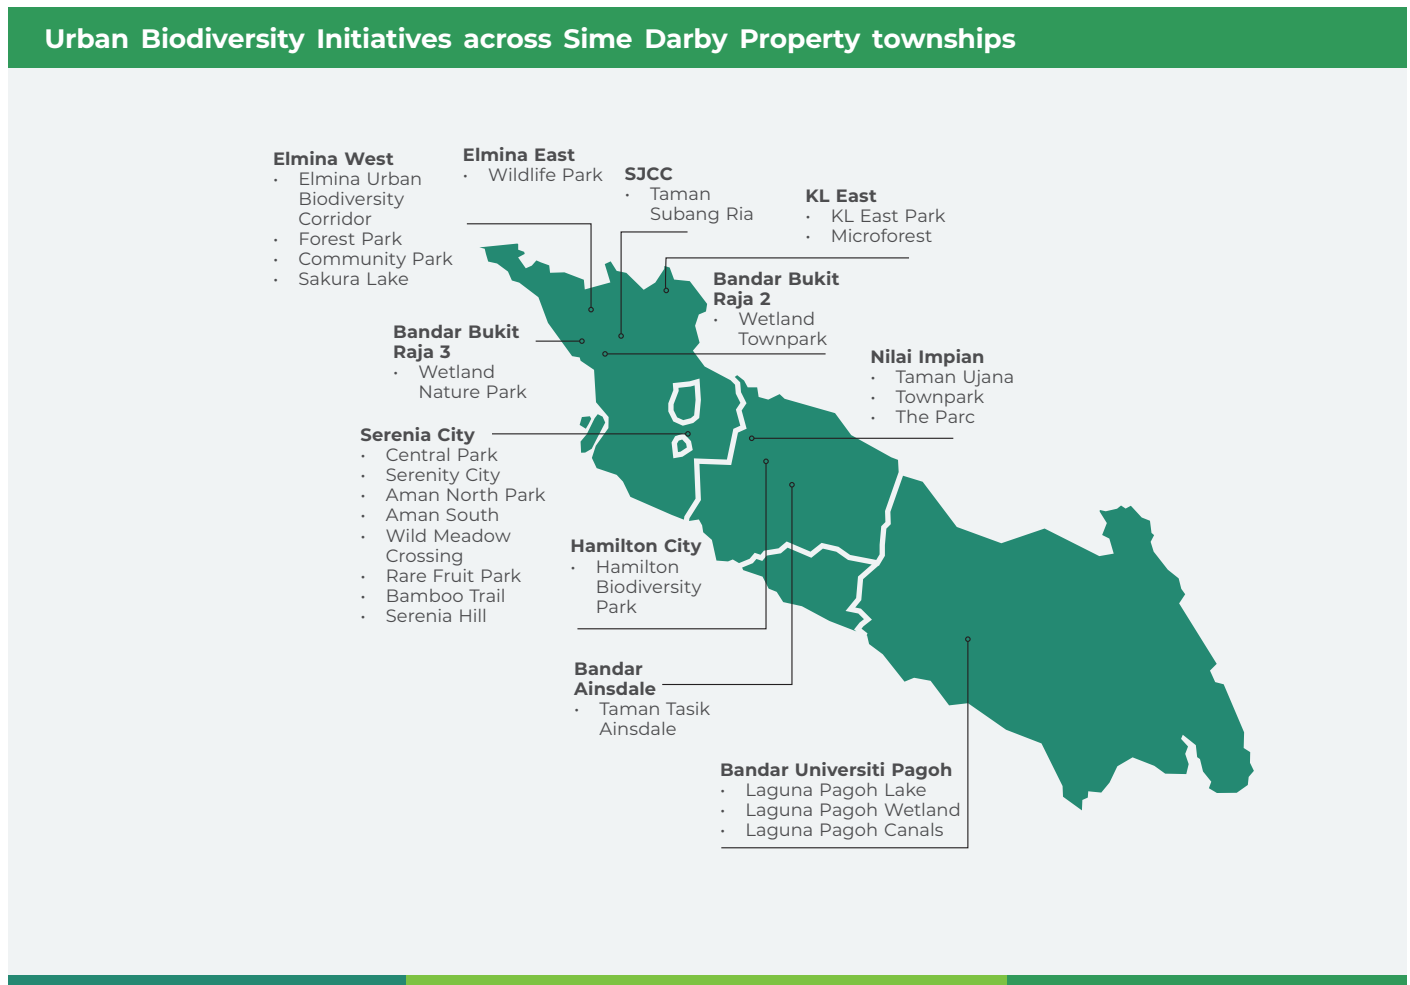 Urban Biodiversity Initiatives across Sime Darby Property townships
Elmina West
• Elmina Urban
Biodiversity
Corridor
• Forest Park
• Community Park
• Sakura Lake
Elmina East
• Wildlife Park
SJCC
• Taman
Subang Ria
KL East
• KL East Park
• Microforest
Bandar Bukit
Raja 2
• Wetland
Townpark
Bandar Bukit
Raja 3
• Wetland
Nature Park
Nilai Impian
• Taman Ujana
• Townpark
• The Parc
Serenia City
• Central Park
• Serenity City
• Aman North Park
• Aman South
• Wild Meadow
Crossing
• Rare Fruit Park
• Bamboo Trail
• Serenia Hill
Hamilton City
• Hamilton
Biodiversity
Park
Bandar
Ainsdale
• Taman Tasik
Ainsdale
Bandar Universiti Pagoh
• Laguna Pagoh Lake
• Laguna Pagoh Wetland
• Laguna Pagoh Canals